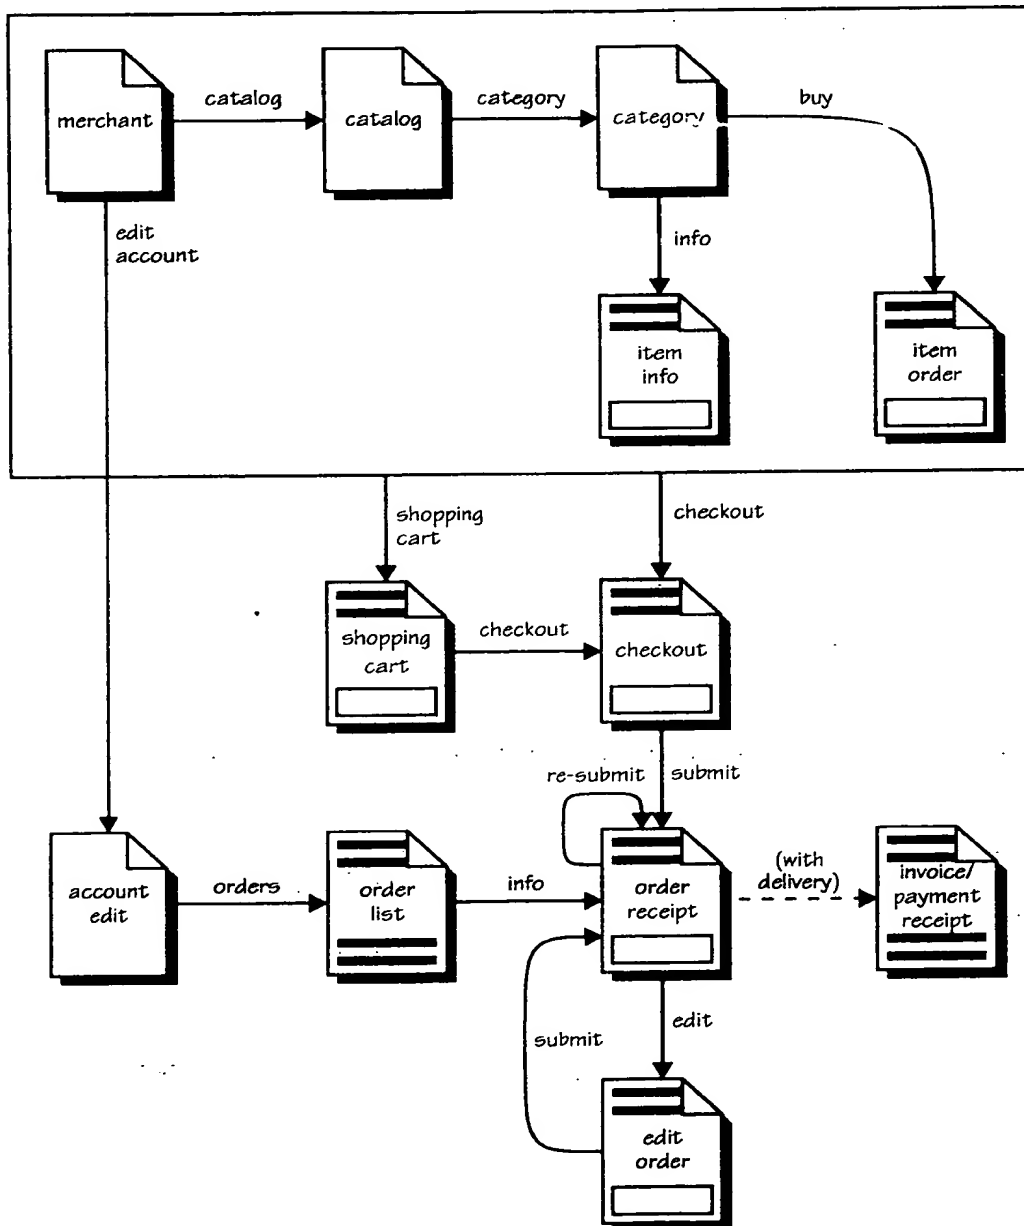 merchant
catalog
catalog
category
category
buy
edit
account
info
item
info
item
order
shopping
cart
checkout
shopping
cart
checkout
checkout
re-submit
submit
account
edit
orders
order
list
info
order
receipt
(with
delivery)
invoice/
payment
receipt
submit
edit
edit
order